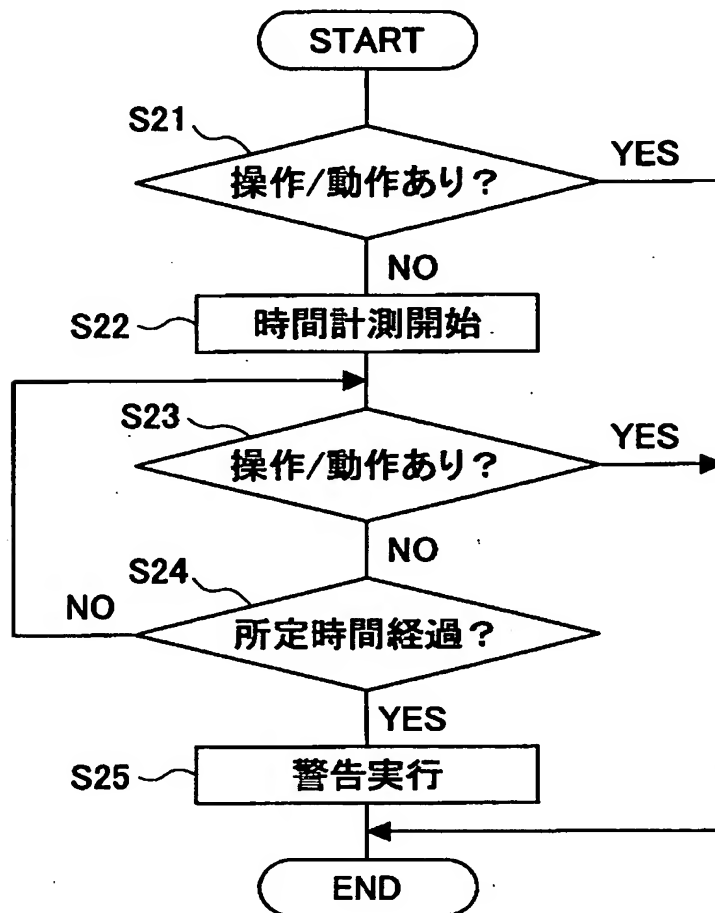 START
S21
操作/動作あり?
YES
NO
S22
時間計測開始
S23
操作/動作あり?
YES
NO
S24
所定時間経過?
NO
YES
S25
警告実行
END